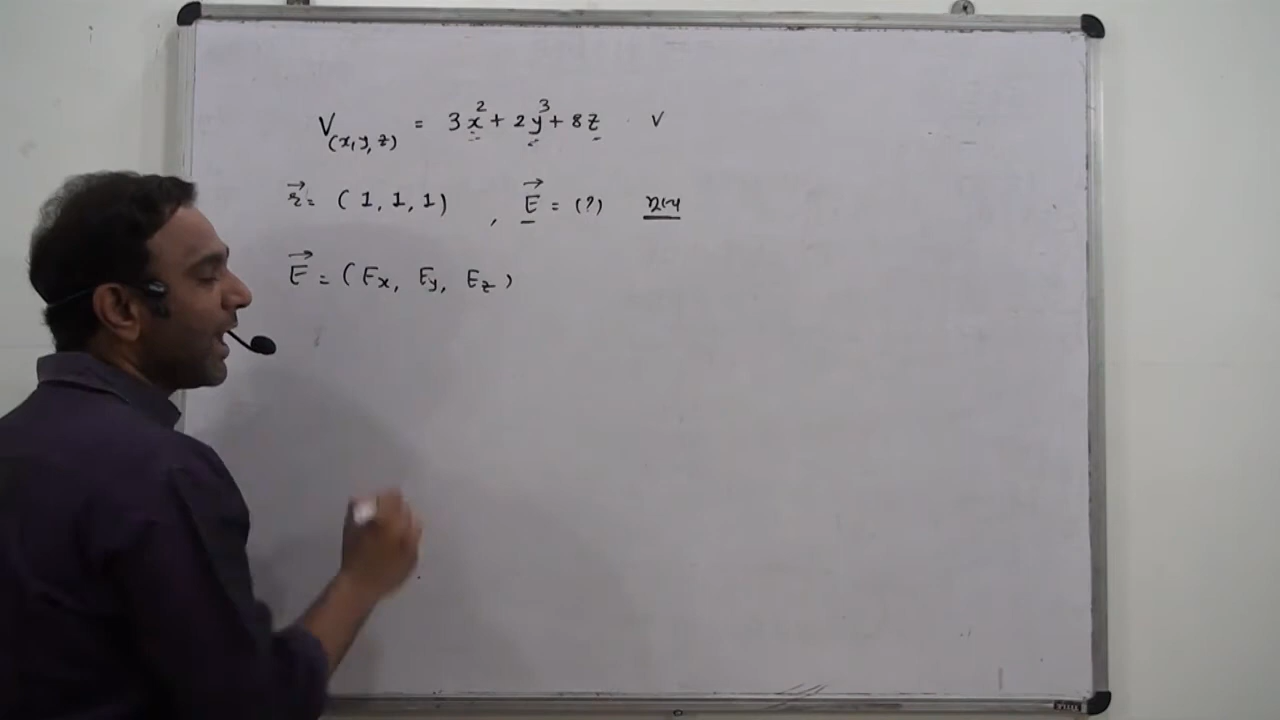 V(x,y,z) = 3x² + 2y³ + 8z V
r⃗ = (1, 1, 1) , E⃗ = (?)
E⃗ = (Ex, Ey, Ez)